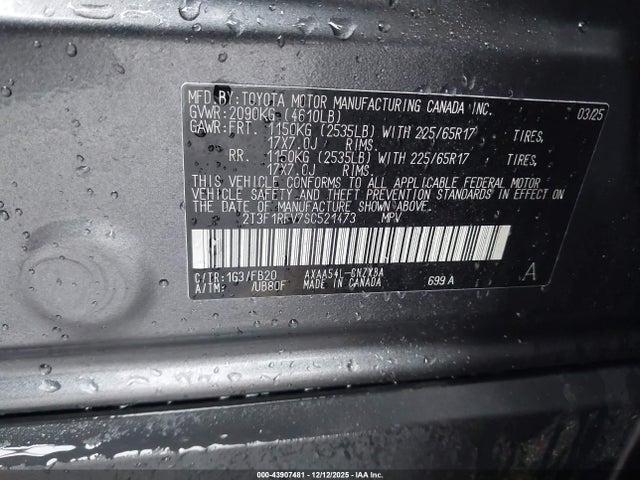 MFD.BY: TOYOTA MOTOR MANUFACTURING CANADA INC. 03/25
GVWR:2090KG (4610LB)
GAWR:FRT. 1150KG (2535LB) WITH 225/65R17 TIRES,
17X7.0J RIMS.
RR. 1150KG (2535LB) WITH 225/65R17 TIRES,
17X7.0J RIMS.
THIS VEHICLE CONFORMS TO ALL APPLICABLE FEDERAL MOTOR
VEHICLE SAFETY AND THEFT PREVENTION STANDARDS IN EFFECT ON
THE DATE OF MANUFACTURE SHOWN ABOVE.
2T3F1RFV7SC521473 MPV
C/TR:1G3/FB20 AXAA54L-GNZXBA
A/TM: /UB80F MADE IN CANADA 699 A
A
000-43907481 - 12/12/2025 - IAA Inc.